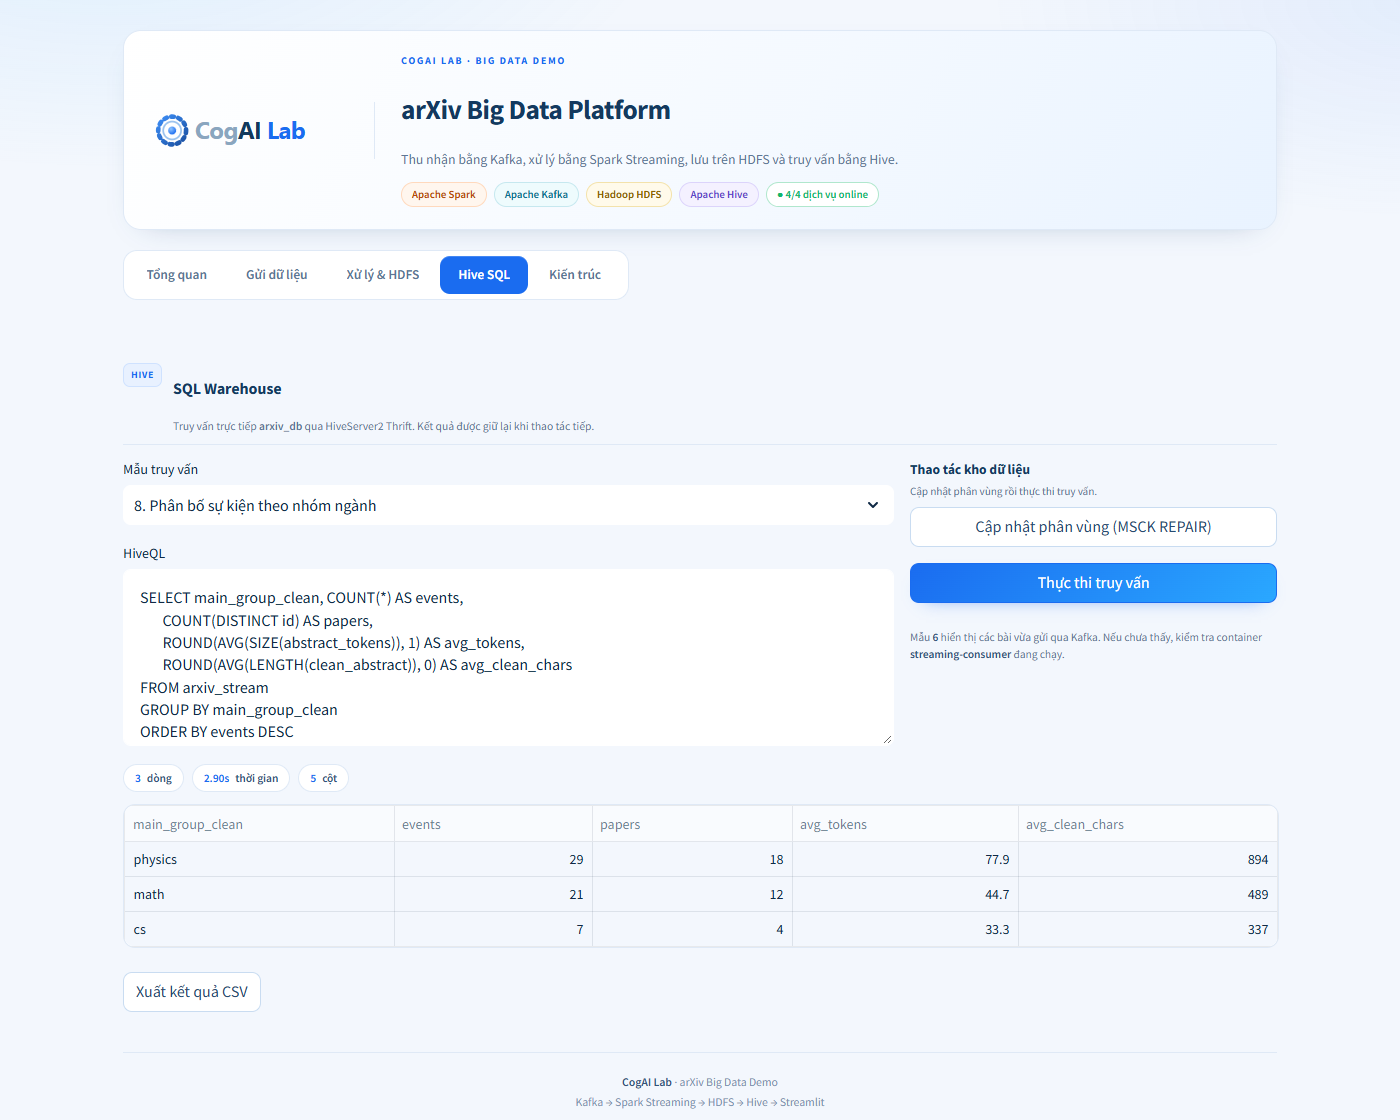 COGAI LAB · BIG DATA DEMO
CogAI Lab
arXiv Big Data Platform
Thu nhận bằng Kafka, xử lý bằng Spark Streaming, lưu trên HDFS và truy vấn bằng Hive.
Apache Spark
Apache Kafka
Hadoop HDFS
Apache Hive
● 4/4 dịch vụ online
Tổng quan
Gửi dữ liệu
Xử lý & HDFS
Hive SQL
Kiến trúc
HIVE
SQL Warehouse
Truy vấn trực tiếp arxiv_db qua HiveServer2 Thrift. Kết quả được giữ lại khi thao tác tiếp.
Mẫu truy vấn
8. Phân bố sự kiện theo nhóm ngành
HiveQL
SELECT main_group_clean, COUNT(*) AS events,
COUNT(DISTINCT id) AS papers,
ROUND(AVG(SIZE(abstract_tokens)), 1) AS avg_tokens,
ROUND(AVG(LENGTH(clean_abstract)), 0) AS avg_clean_chars
FROM arxiv_stream
GROUP BY main_group_clean
ORDER BY events DESC
Thao tác kho dữ liệu
Cập nhật phân vùng rồi thực thi truy vấn.
Cập nhật phân vùng (MSCK REPAIR)
Thực thi truy vấn
Mẫu 6 hiển thị các bài vừa gửi qua Kafka. Nếu chưa thấy, kiểm tra container
streaming-consumer đang chạy.
3 dòng
2.90s thời gian
5 cột
main_group_clean events papers avg_tokens avg_clean_chars
physics 29 18 77.9 894
math 21 12 44.7 489
cs 7 4 33.3 337
Xuất kết quả CSV
CogAI Lab · arXiv Big Data Demo
Kafka → Spark Streaming → HDFS → Hive → Streamlit